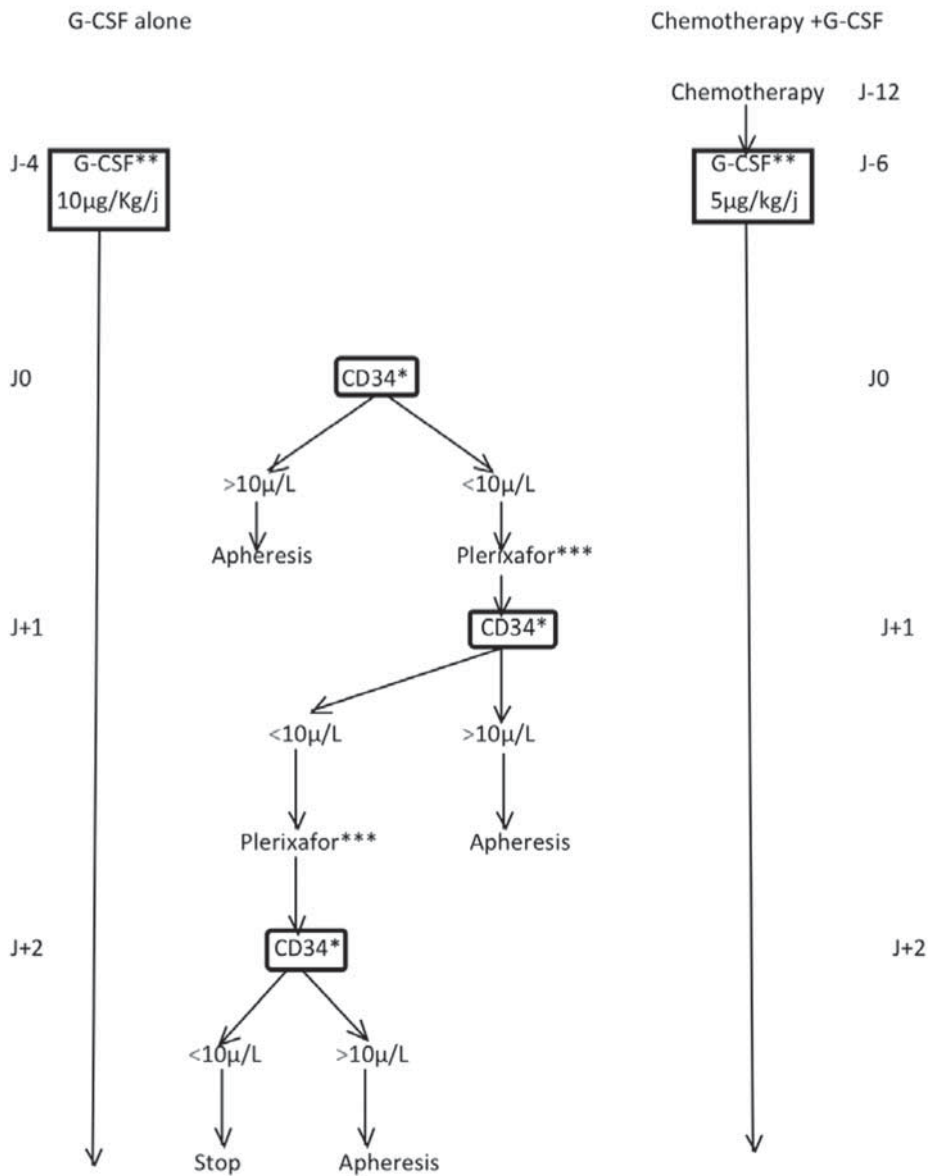 G-CSF alone
Chemotherapy +G-CSF
Chemotherapy J-12
J-4 G-CSF** G-CSF** J-6
10µg/Kg/j 5µg/kg/j
J0 CD34* J0
>10µ/L <10µ/L
Apheresis Plerixafor***
J+1 CD34* J+1
<10µ/L >10µ/L
Plerixafor*** Apheresis
J+2 CD34* J+2
<10µ/L >10µ/L
Stop Apheresis